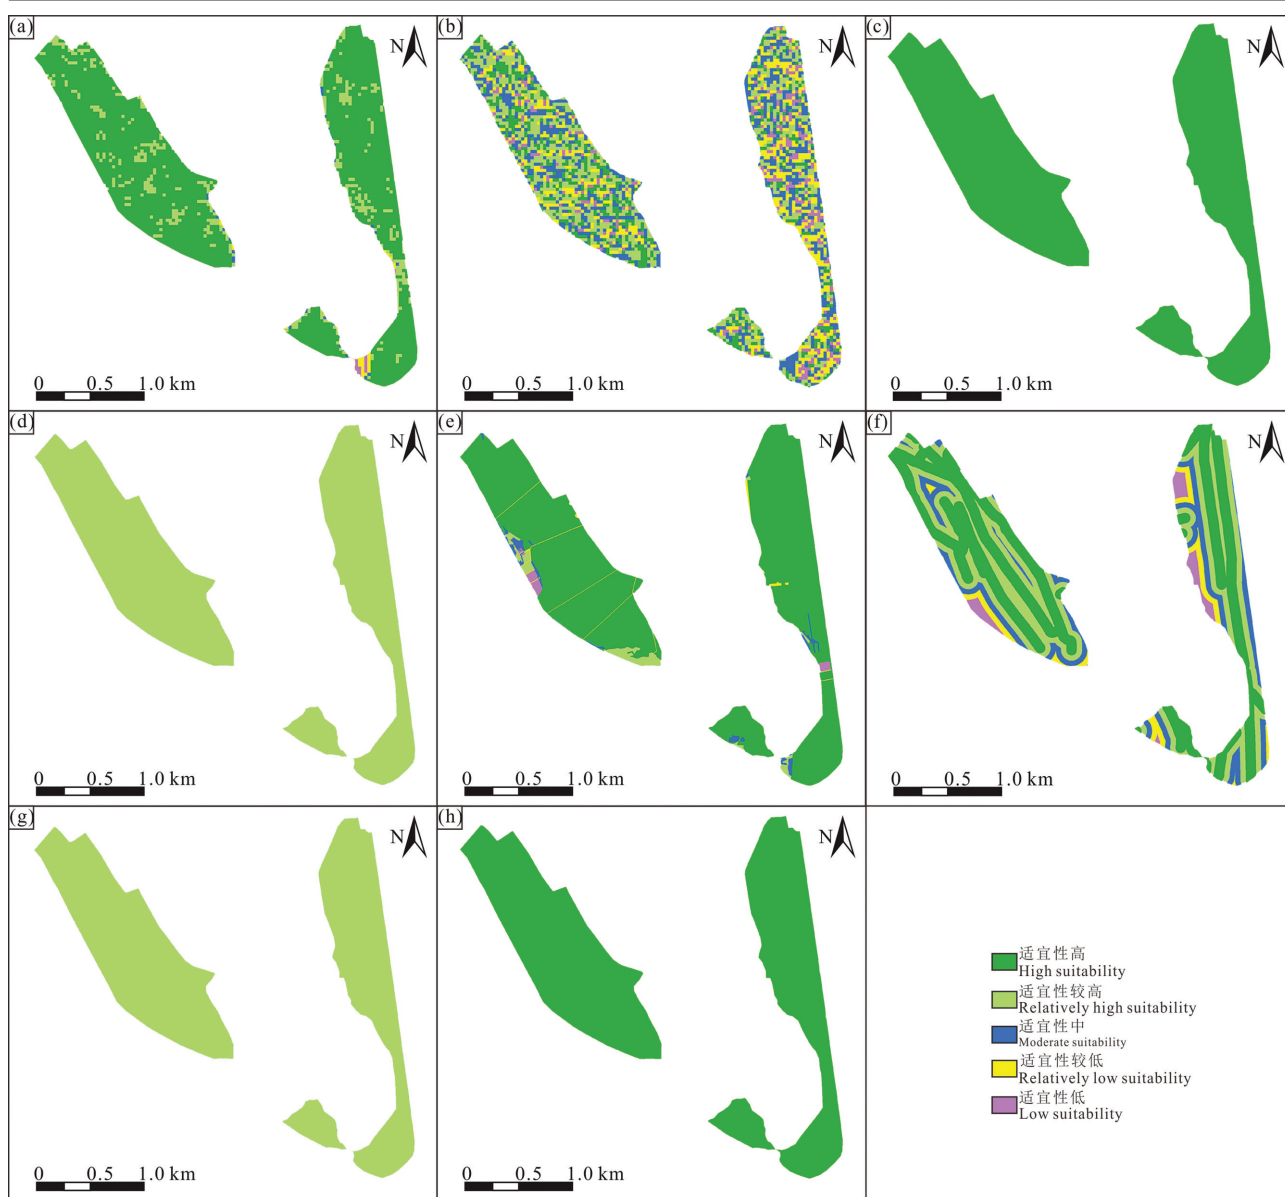 (a)
N
0 0.5 1.0 km
(b)
N
0 0.5 1.0 km
(c)
N
0 0.5 1.0 km
(d)
N
0 0.5 1.0 km
(e)
N
0 0.5 1.0 km
(f)
N
0 0.5 1.0 km
(g)
N
0 0.5 1.0 km
(h)
N
0 0.5 1.0 km
适宜性高
High suitability
适宜性较高
Relatively high suitability
适宜性中
Moderate suitability
适宜性较低
Relatively low suitability
适宜性低
Low suitability